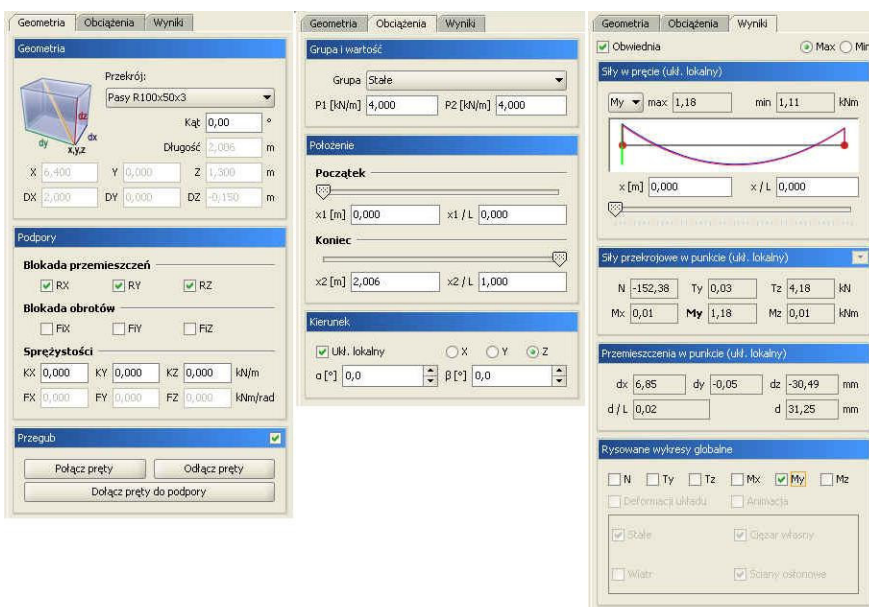 Geometria Obciążenia Wyniki
Geometria
Przekrój:
Pasy R100x50x3
Kąt 0,00 °
Długość 2,006 m
dz
dy
dx
x,y,z
X 6,400 Y 0,000 Z 1,300 m
DX 2,000 DY 0,000 DZ -0,150 m
Podpory
Blokada przemieszczeń
RX RY RZ
Blokada obrotów
FiX FiY FiZ
Sprężystości
KX 0,000 KY 0,000 KZ 0,000 kN/m
FX 0,000 FY 0,000 FZ 0,000 kNm/rad
Przegub
Połącz pręty Odłącz pręty
Dołącz pręty do podpory
Geometria Obciążenia Wyniki
Grupa i wartość
Grupa Stałe
P1 [kN/m] 4,000 P2 [kN/m] 4,000
Położenie
Początek
x1 [m] 0,000 x1 / L 0,000
Koniec
x2 [m] 2,006 x2 / L 1,000
Kierunek
Ukł. lokalny X Y Z
α [°] 0,0 β [°] 0,0
Geometria Obciążenia Wyniki
Obwiednia Max Min
Siły w pręcie (ukł. lokalny)
My max 1,18 min 1,11 kNm
x [m] 0,000 x / L 0,000
Siły przekrojowe w punkcie (ukł. lokalny)
N -152,38 Ty 0,03 Tz 4,18 kN
Mx 0,01 My 1,18 Mz 0,01 kNm
Przemieszczenia w punkcie (ukł. lokalny)
dx 6,85 dy -0,05 dz -30,49 mm
d / L 0,02 d 31,25 mm
Rysowane wykresy globalne
N Ty Tz Mx My Mz
Deformacji układu Animacja
Stałe Ciężar własny
Wiatr Ściany osłonowe